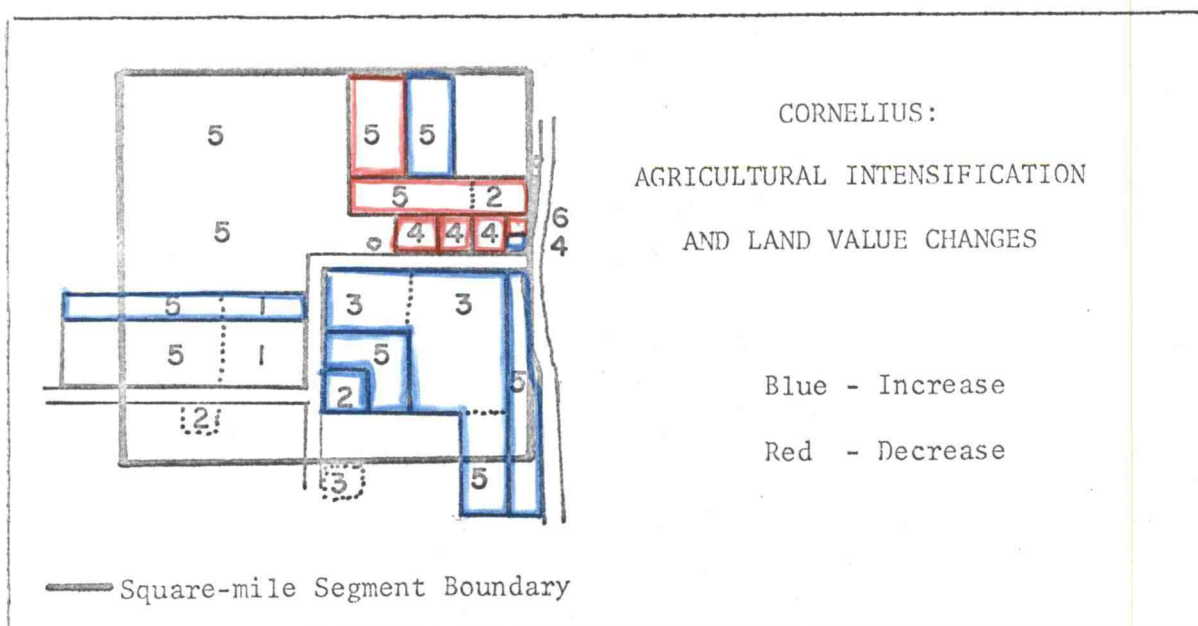 CORNELIUS:
AGRICULTURAL INTENSIFICATION
AND LAND VALUE CHANGES
Blue - Increase
Red - Decrease
5 5 5
5 2
6
5 4 4 4 4
3 3
5 1
5 1 5 5
2
2
3 5
Square-mile Segment Boundary